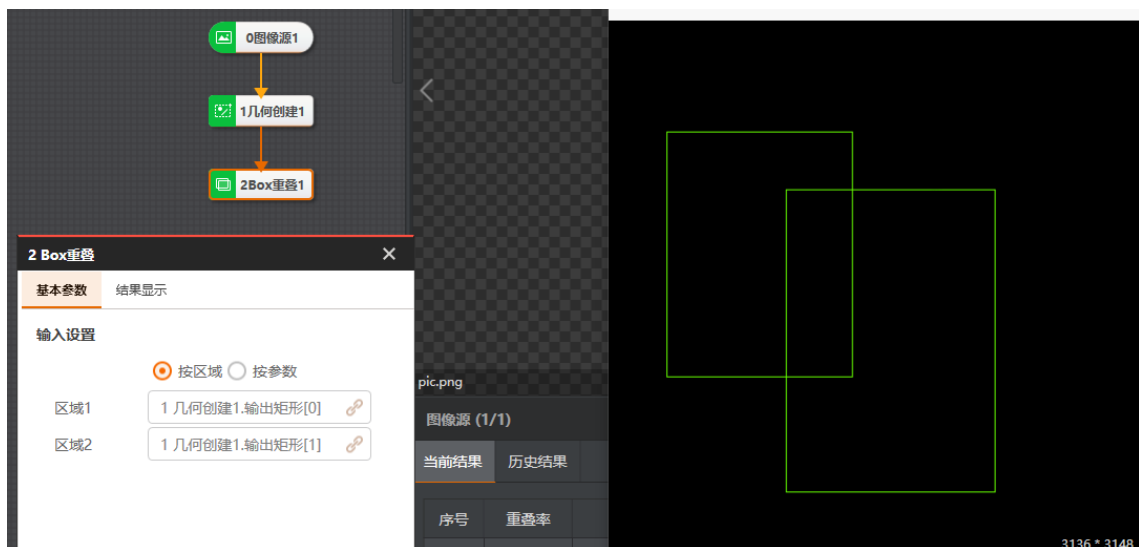 0图像源1
1几何创建1
2Box重叠1
2 Box重叠
基本参数 结果显示
输入设置
按区域 按参数
区域1 1 几何创建1.输出矩形[0]
区域2 1 几何创建1.输出矩形[1]
pic.png
图像源 (1/1)
当前结果 历史结果
序号 重叠率
3136 * 3148